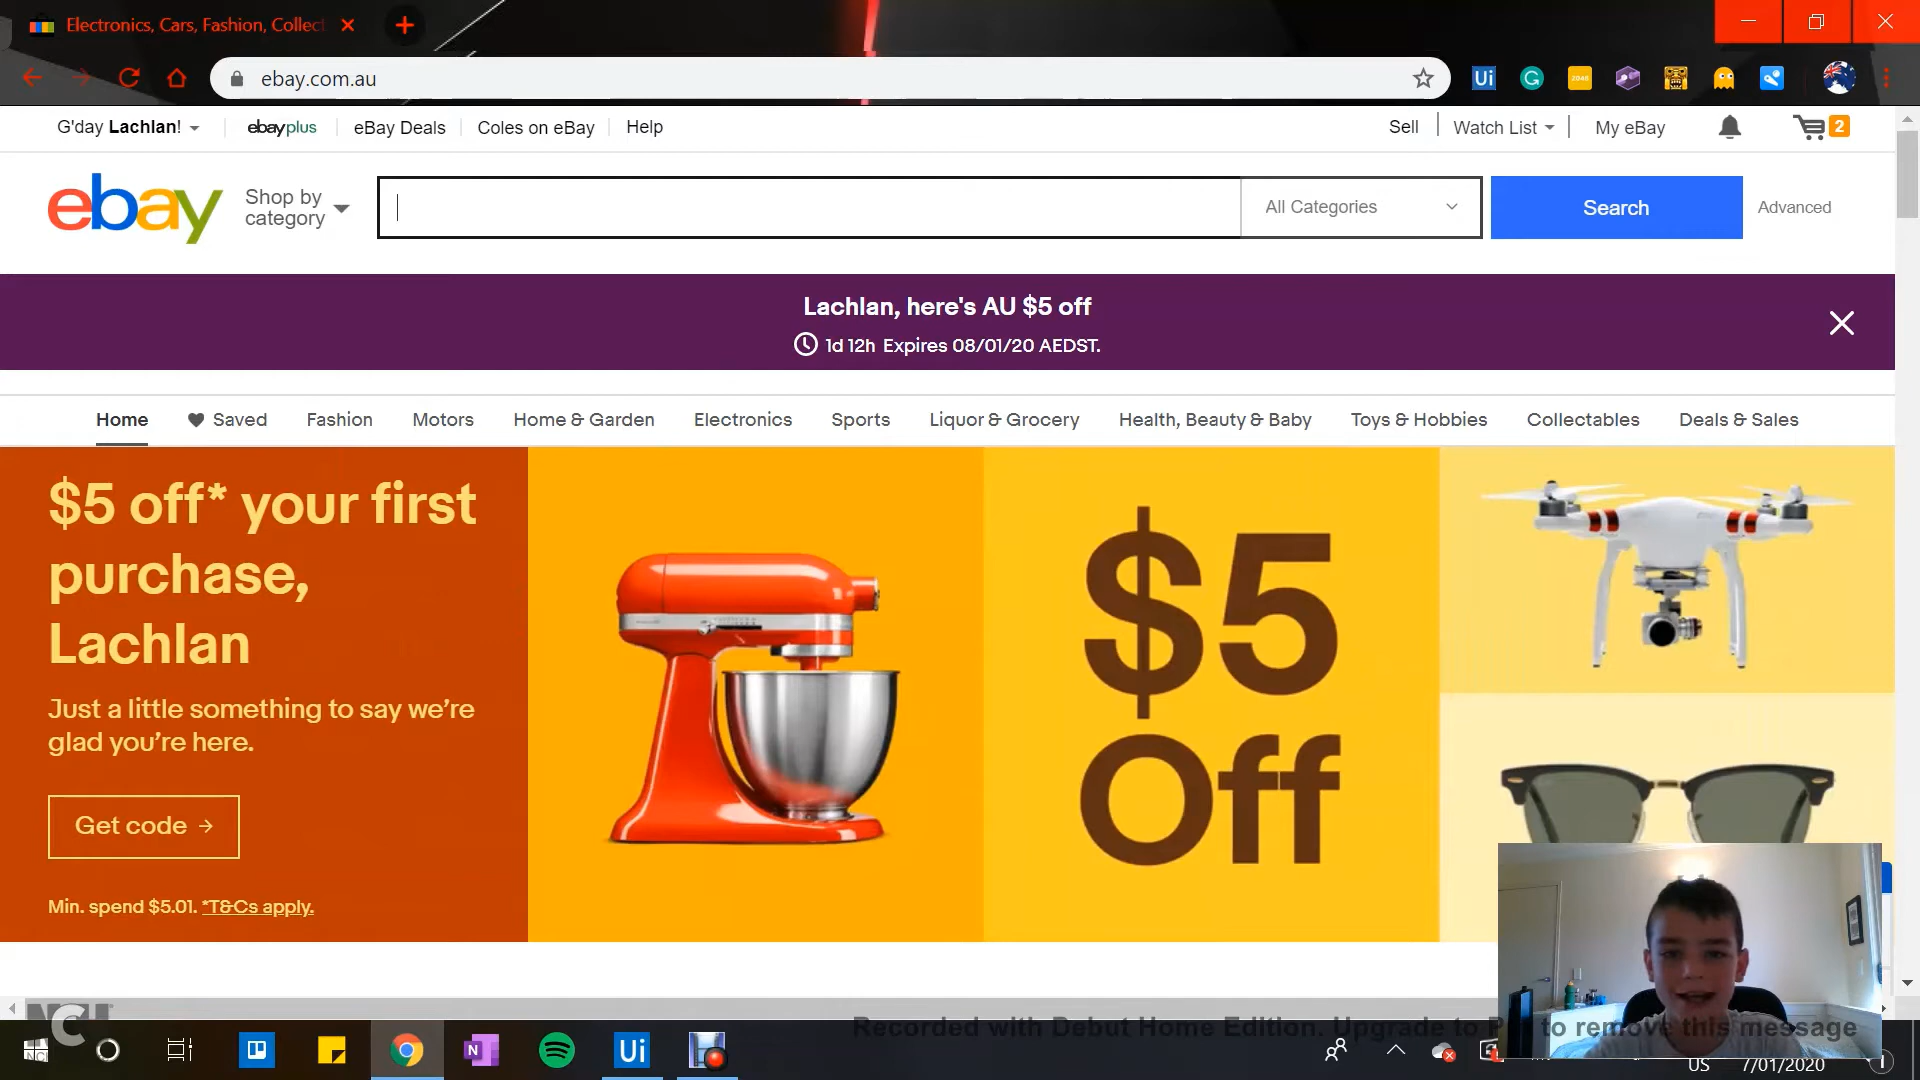 Electronics, Cars, Fashion, Collect
ebay.com.au
Ui
G
2048
G'day Lachlan!
ebayplus
eBay Deals
Coles on eBay
Help
Sell
Watch List
My eBay
2
ebay
Shop by
category
All Categories
Search
Advanced
Lachlan, here's AU $5 off
1d 12h Expires 08/01/20 AEDST.
Home
Saved
Fashion
Motors
Home & Garden
Electronics
Sports
Liquor & Grocery
Health, Beauty & Baby
Toys & Hobbies
Collectables
Deals & Sales
$5 off* your first
purchase,
Lachlan
Just a little something to say we're
glad you're here.
Get code →
Min. spend $5.01. *T&Cs apply.
$5
Off
Recorded with Debut Home Edition. Upgrade to to remove this message
NCH
N
Ui
US
7/01/2020